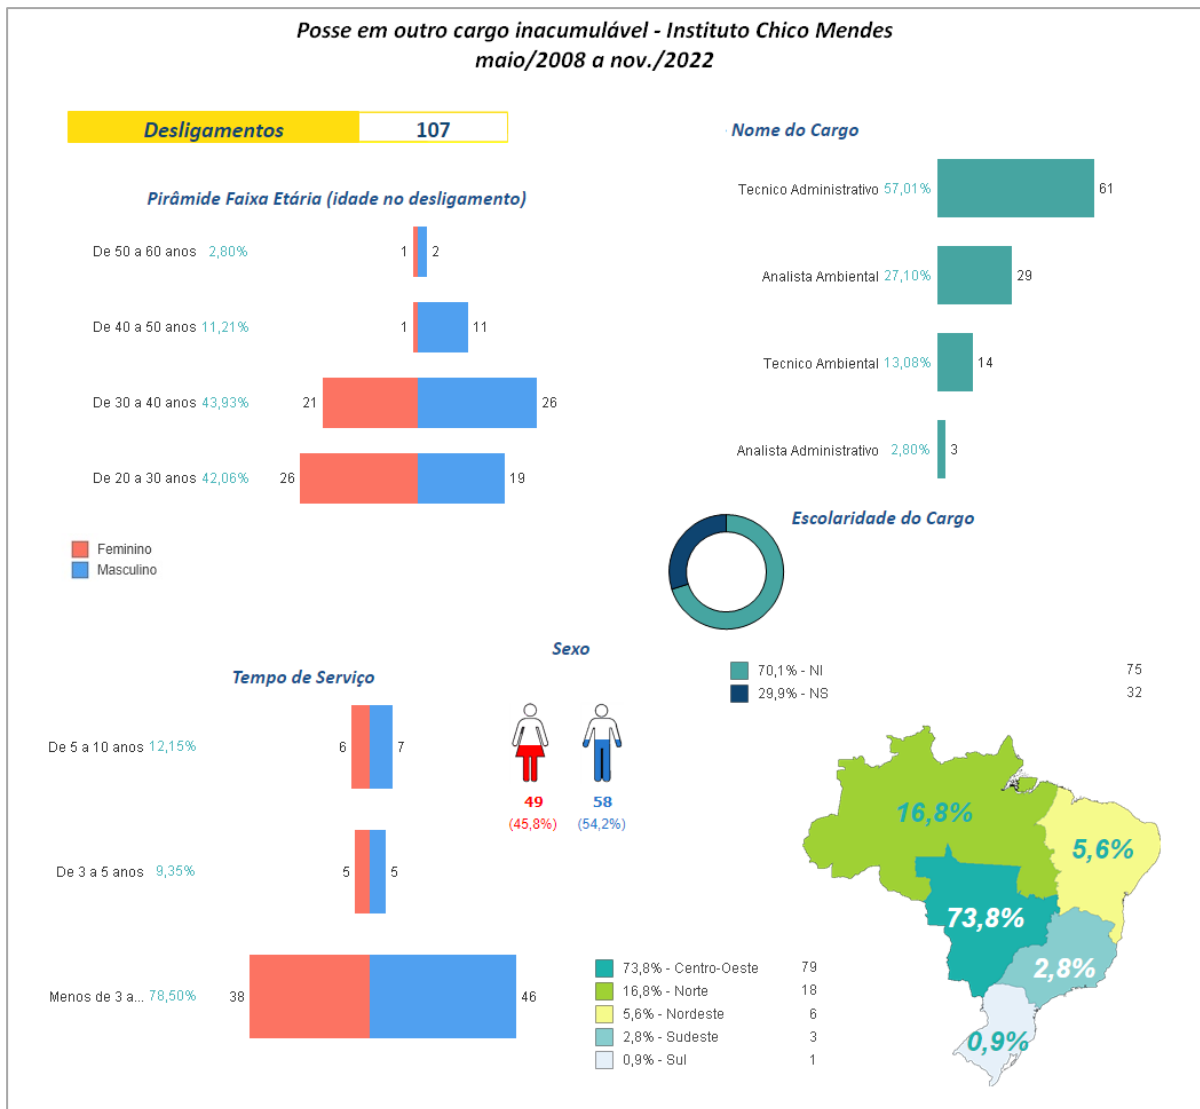 Posse em outro cargo inacumulável - Instituto Chico Mendes
maio/2008 a nov./2022
Desligamentos 107
Pirâmide Faixa Etária (idade no desligamento)
De 50 a 60 anos 2,80% 1 2
De 40 a 50 anos 11,21% 1 11
De 30 a 40 anos 43,93% 21 26
De 20 a 30 anos 42,06% 26 19
Feminino
Masculino
Nome do Cargo
Tecnico Administrativo 57,01% 61
Analista Ambiental 27,10% 29
Tecnico Ambiental 13,08% 14
Analista Administrativo 2,80% 3
Escolaridade do Cargo
70,1% - NI 75
29,9% - NS 32
Tempo de Serviço
De 5 a 10 anos 12,15% 6 7
De 3 a 5 anos 9,35% 5 5
Menos de 3 a... 78,50% 38 46
Sexo
49 58
(45,8%) (54,2%)
16,8%
5,6%
73,8%
2,8%
0,9%
73,8% - Centro-Oeste 79
16,8% - Norte 18
5,6% - Nordeste 6
2,8% - Sudeste 3
0,9% - Sul 1